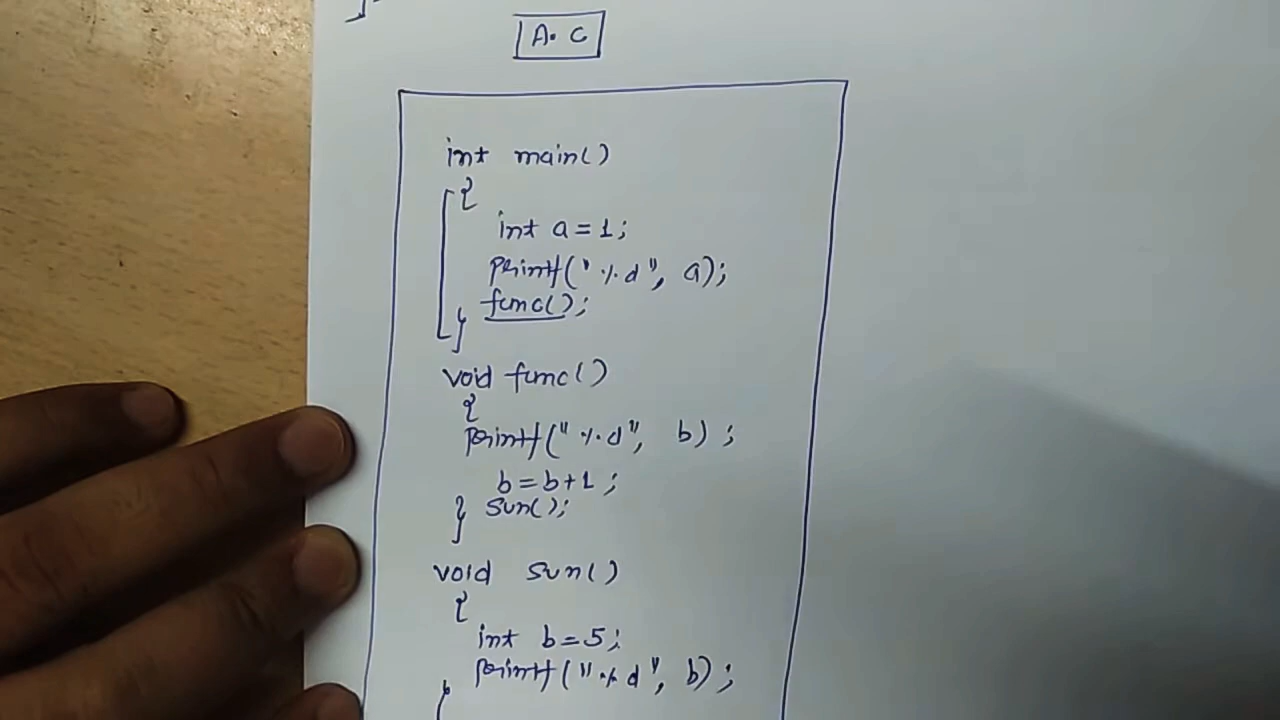 A.C
int main()
{
int a=1;
printf("%d", a);
func();
}
void func()
{
printf("%d", b);
b=b+1;
} sun();
void sun()
{
int b=5;
printf("%d", b);
}